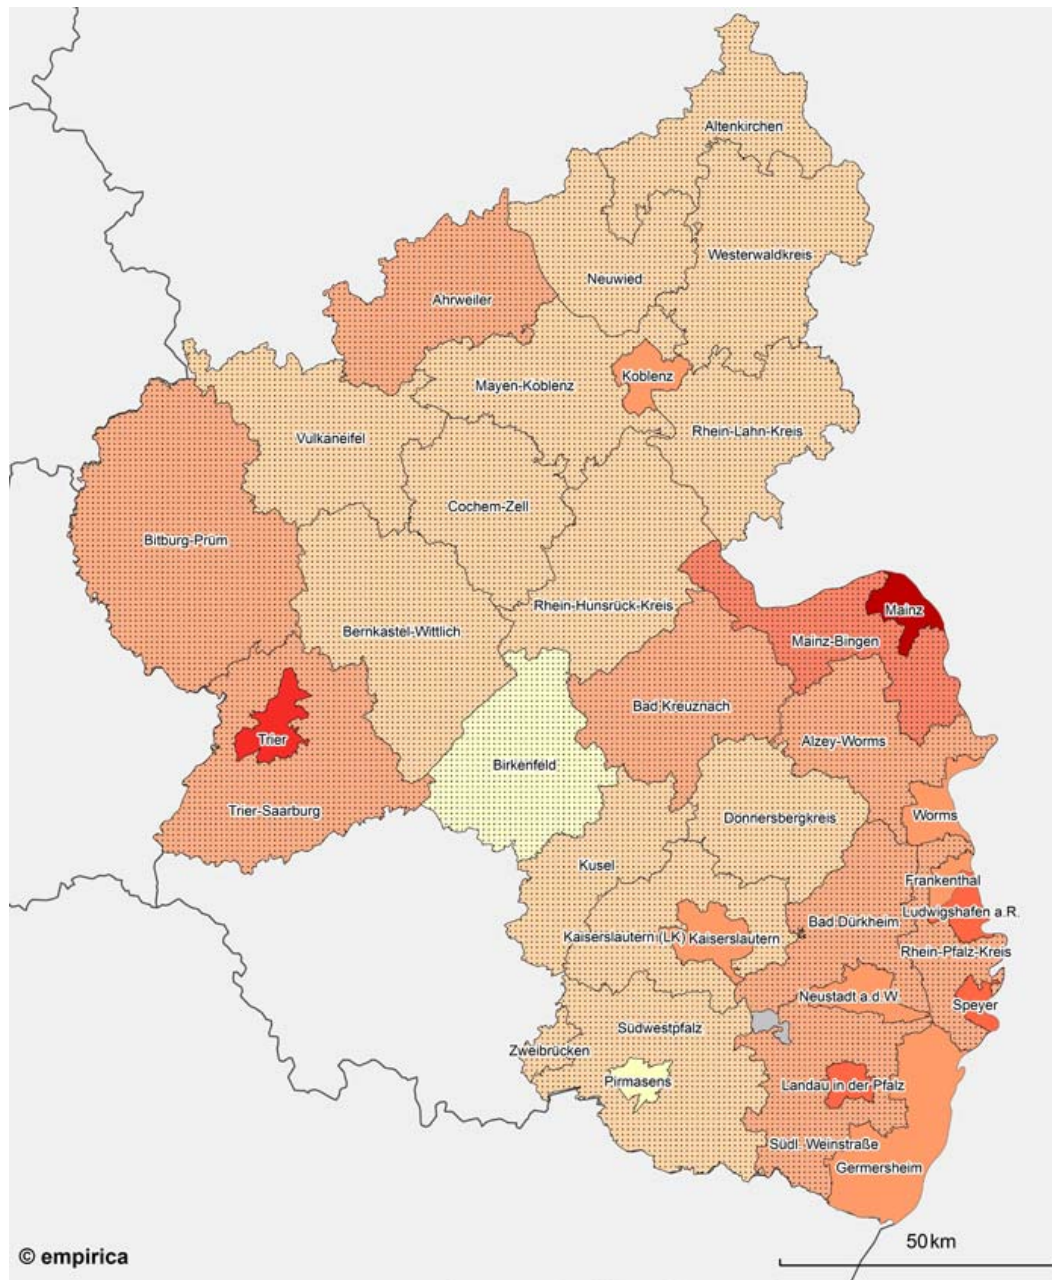 Altenkirchen
Westerwaldkreis
Neuwied
Ahrweiler
Koblenz
Mayen-Koblenz
Rhein-Lahn-Kreis
Vulkaneifel
Cochem-Zell
Bitburg-Prüm
Rhein-Hunsrück-Kreis
Mainz
Bernkastel-Wittlich
Mainz-Bingen
Bad Kreuznach
Trier
Alzey-Worms
Birkenfeld
Trier-Saarburg
Donnersbergkreis
Worms
Kusel
Frankenthal
Ludwigshafen a.R.
Bad Dürkheim
Kaiserslautern (LK)
Kaiserslautern
Rhein-Pfalz-Kreis
Neustadt a.d.W.
Speyer
Südwestpfalz
Zweibrücken
Pirmasens
Landau in der Pfalz
Südl. Weinstraße
Germersheim
50km
© empirica